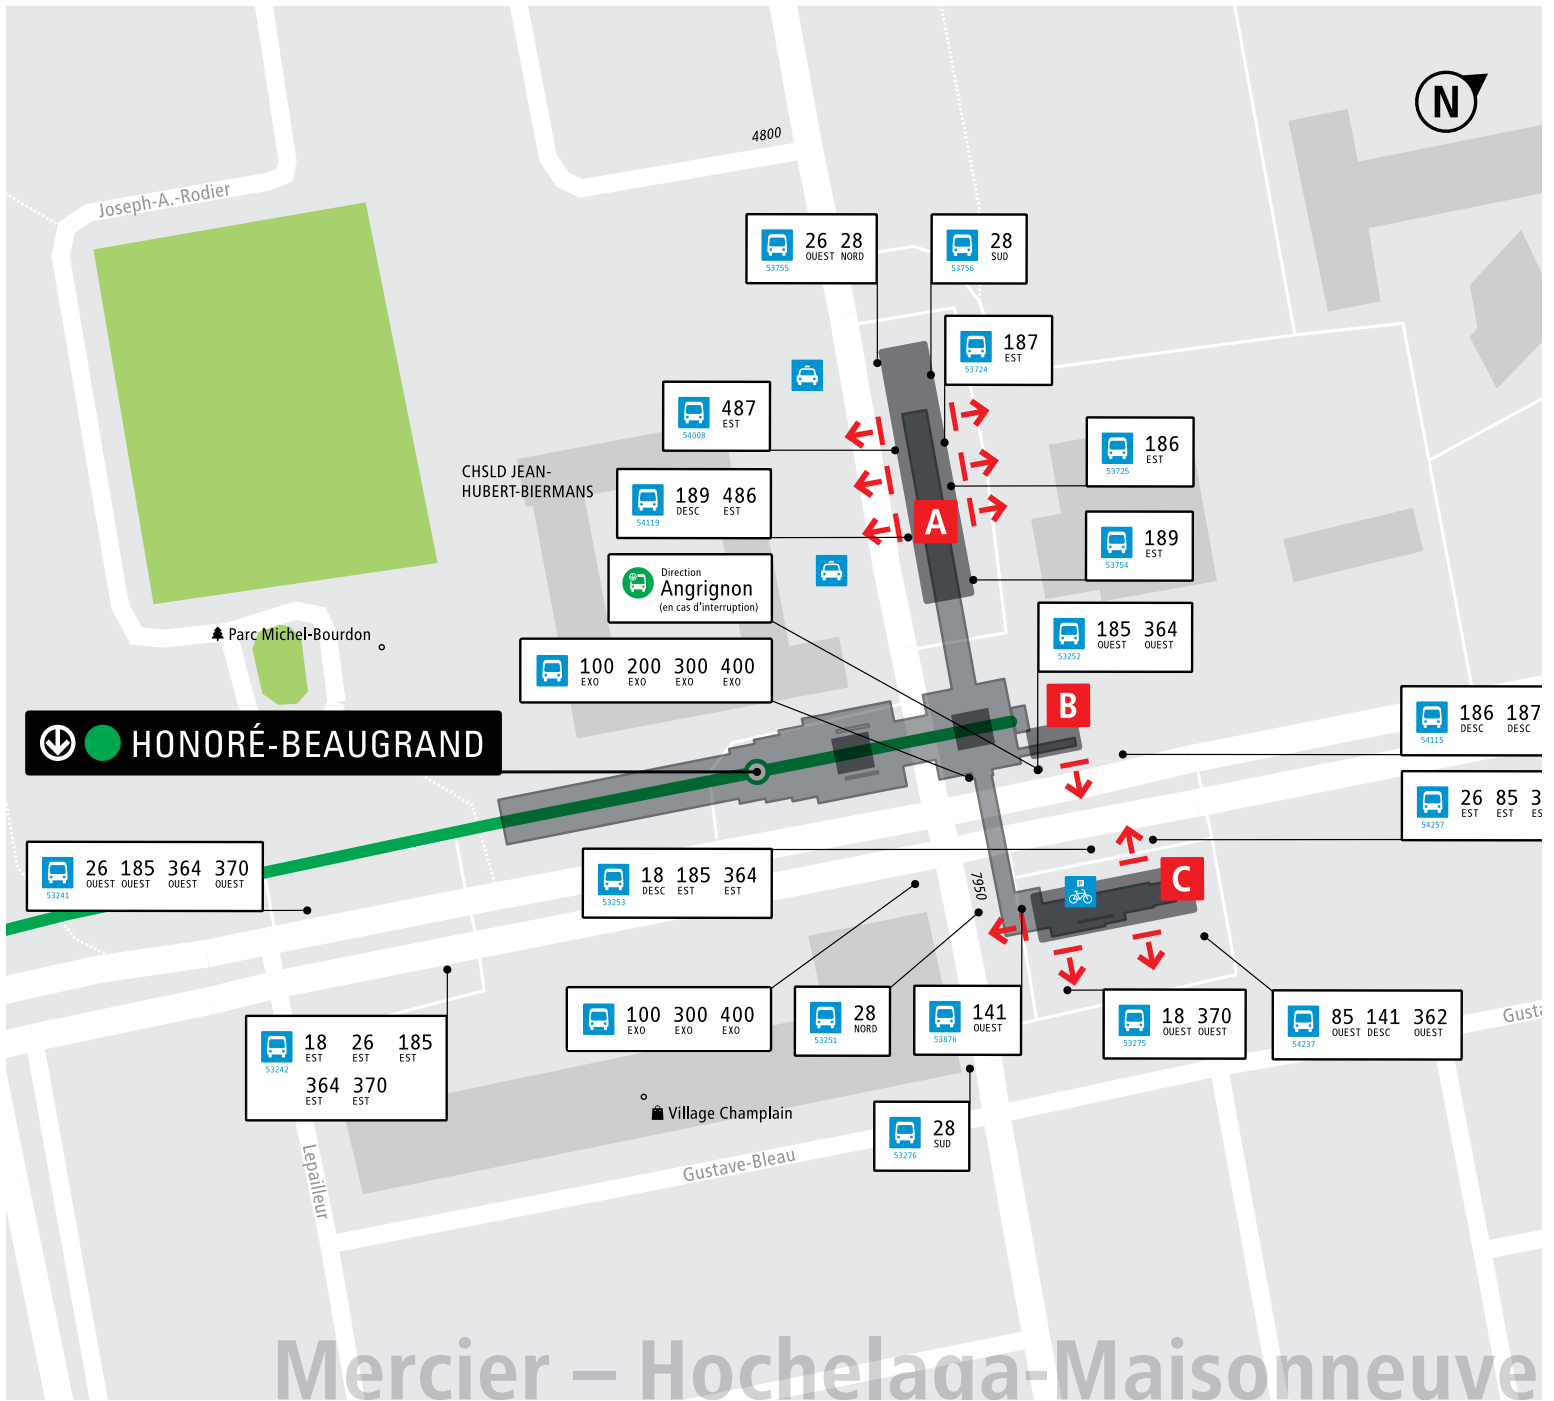 N
4800
Joseph-A.-Rodier
26 28
OUEST NORD
53755
28
SUD
53756
187
EST
53724
487
EST
54008
186
EST
53725
CHSLD JEAN-
HUBERT-BIERMANS
189 486
DESC EST
54119
A
189
EST
53754
Direction
Angrignon
(en cas d'interruption)
185 364
OUEST OUEST
53252
Parc Michel-Bourdon
100 200 300 400
EXO EXO EXO EXO
B
186 187
DESC DESC
54115
HONORÉ-BEAUGRAND
26 85
EST EST
54257
26 185 364 370
OUEST OUEST OUEST OUEST
53241
18 185 364
DESC EST EST
53253
7950
P
C
100 300 400
EXO EXO EXO
28
NORD
53251
141
OUEST
53876
18 370
OUEST OUEST
53275
85 141 362
OUEST DESC OUEST
54237
18 26 185
EST EST EST
53242
364 370
EST EST
Village Champlain
28
SUD
53276
Gustave-Bleau
Lepailleur
Mercier – Hochelaga-Maisonneuve